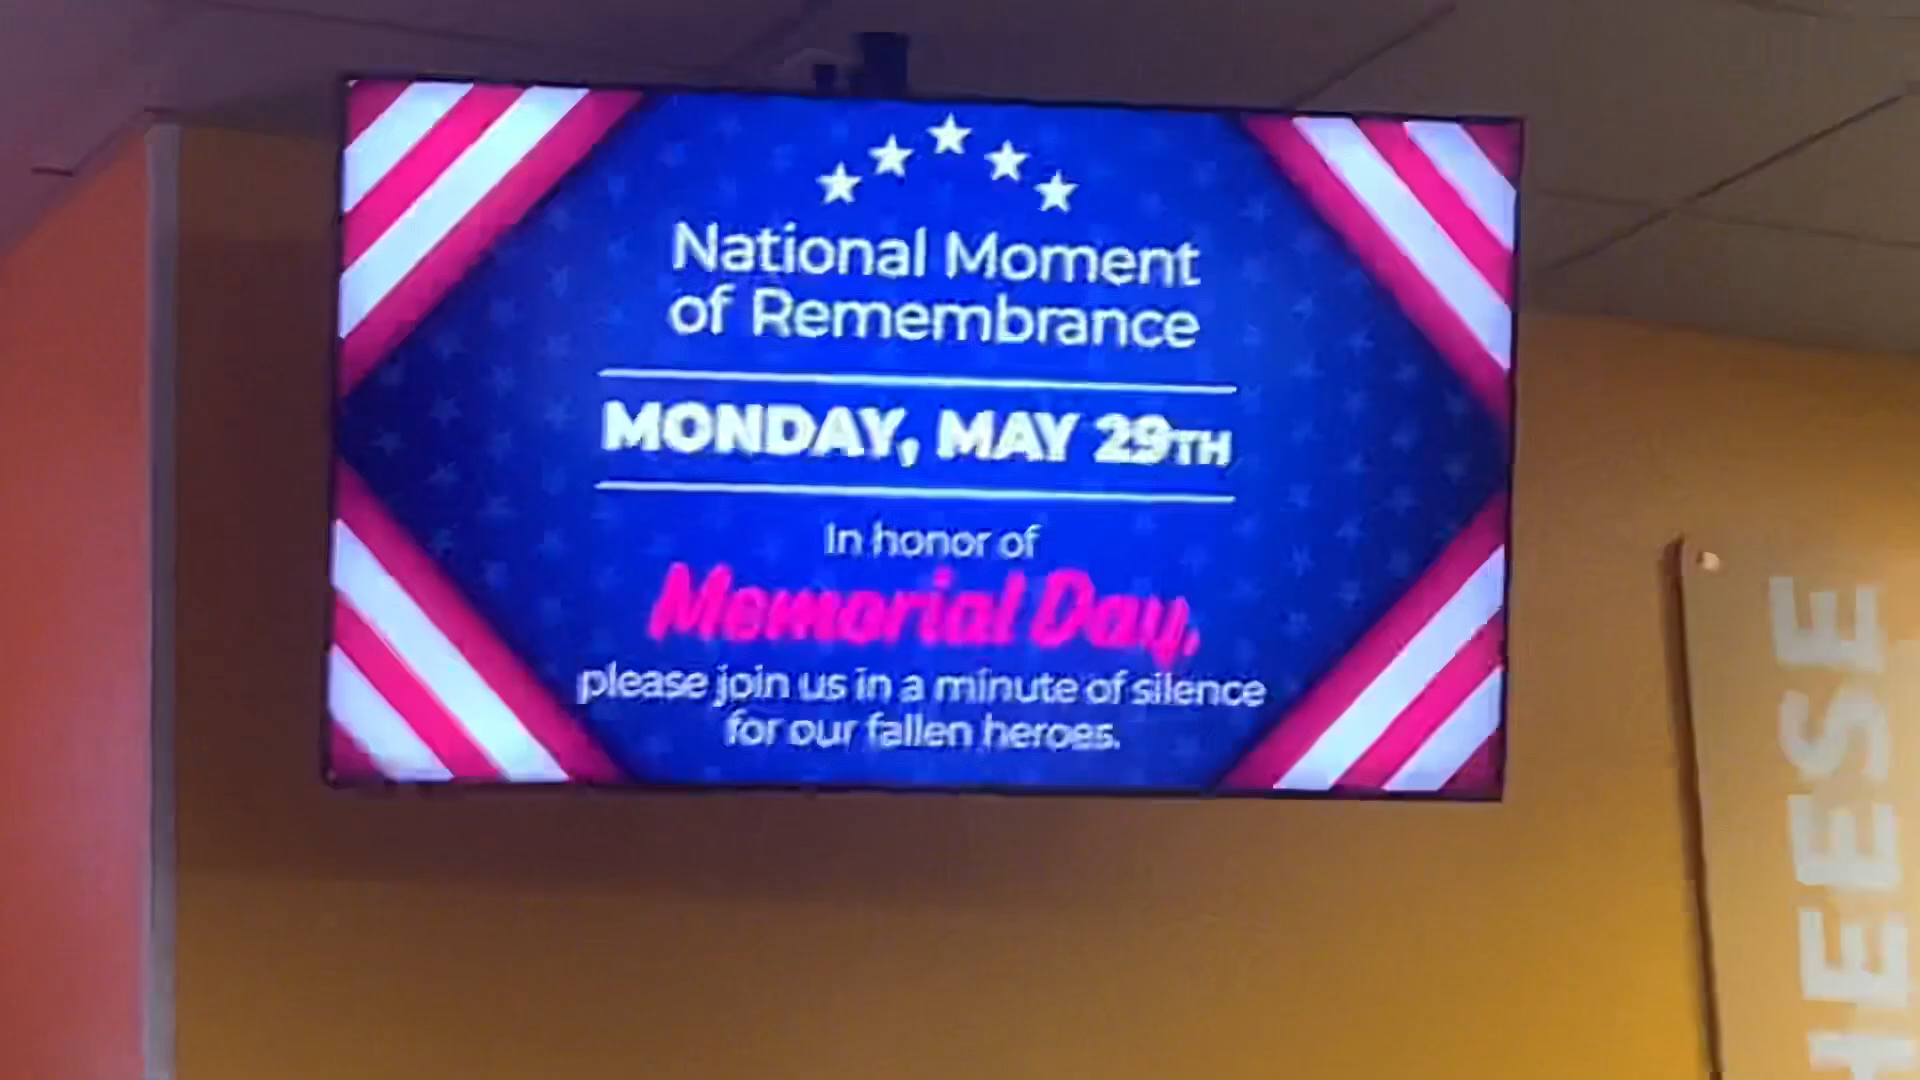 National Moment
of Remembrance
MONDAY, MAY 29TH
In honor of
Memorial Day,
please join us in a minute of silence
for our fallen heroes.
HEESE